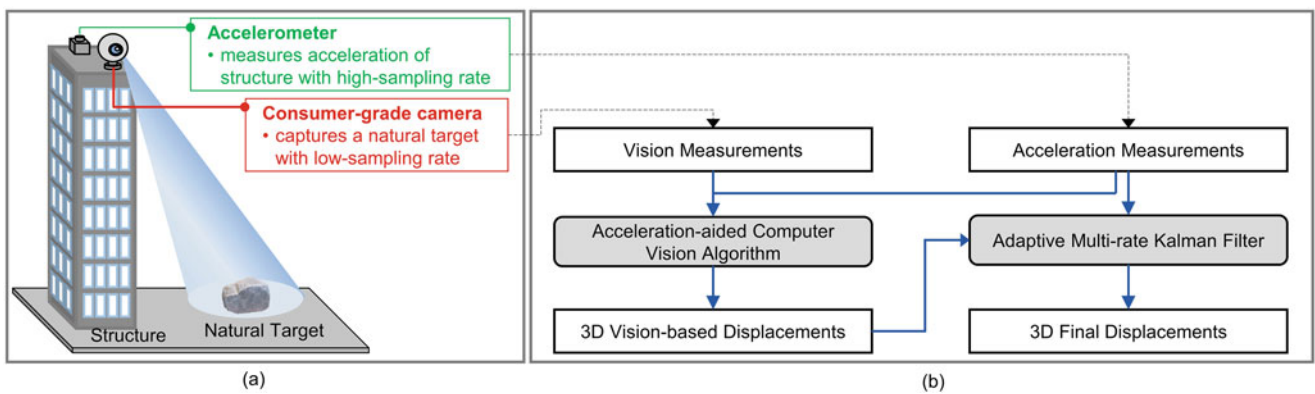 Accelerometer
• measures acceleration of
structure with high-sampling rate
Consumer-grade camera
• captures a natural target
with low-sampling rate
Structure
Natural Target
(a)
Vision Measurements
Acceleration Measurements
Acceleration-aided Computer
Vision Algorithm
Adaptive Multi-rate Kalman Filter
3D Vision-based Displacements
3D Final Displacements
(b)